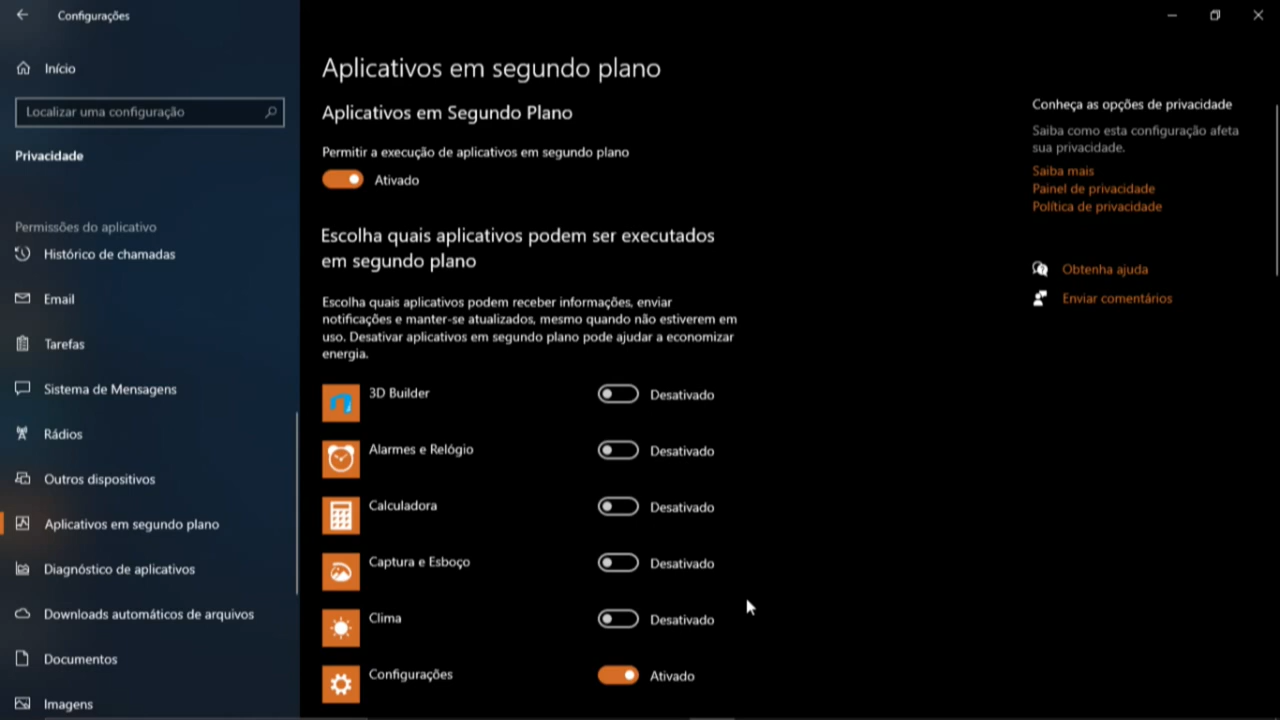 Configurações
Início
Localizar uma configuração
Privacidade
Permissões do aplicativo
Histórico de chamadas
Email
Tarefas
Sistema de Mensagens
Rádios
Outros dispositivos
Aplicativos em segundo plano
Diagnóstico de aplicativos
Downloads automáticos de arquivos
Documentos
Imagens
Aplicativos em segundo plano
Aplicativos em Segundo Plano
Permitir a execução de aplicativos em segundo plano
Ativado
Escolha quais aplicativos podem ser executados
em segundo plano
Escolha quais aplicativos podem receber informações, enviar
notificações e manter-se atualizados, mesmo quando não estiverem em
uso. Desativar aplicativos em segundo plano pode ajudar a economizar
energia.
3D Builder Desativado
Alarmes e Relógio Desativado
Calculadora Desativado
Captura e Esboço Desativado
Clima Desativado
Configurações Ativado
Conheça as opções de privacidade
Saiba como esta configuração afeta
sua privacidade.
Saiba mais
Painel de privacidade
Política de privacidade
Obtenha ajuda
Enviar comentários